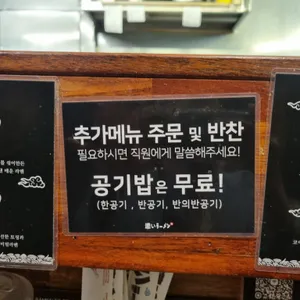 추가메뉴 주문 및 반찬
필요하시면 직원에게 말씀해주세요!
공기밥은 무료!
(한공기 , 반공기, 반의반공기)